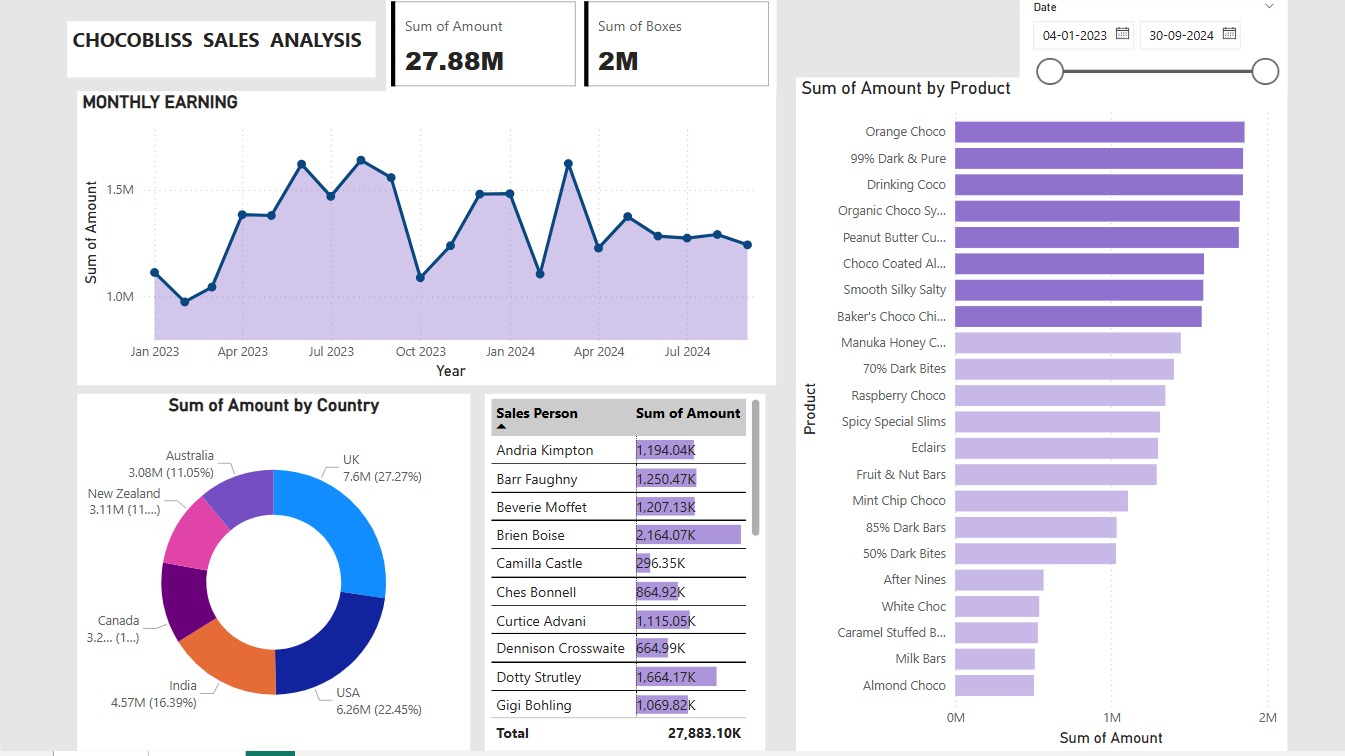 CHOCOBLISS SALES ANALYSIS
Sum of Amount
27.88M
Sum of Boxes
2M
Date
04-01-2023
30-09-2024
MONTHLY EARNING
Sum of Amount
1.5M
1.0M
Jan 2023 Apr 2023 Jul 2023 Oct 2023 Jan 2024 Apr 2024 Jul 2024
Year
Sum of Amount by Country
Australia
3.08M (11.05%)
UK
7.6M (27.27%)
New Zealand
3.11M (11....)
Canada
3.2... (1...)
India
4.57M (16.39%)
USA
6.26M (22.45%)
Sales Person Sum of Amount
Andria Kimpton 1,194.04K
Barr Faughny 1,250.47K
Beverie Moffet 1,207.13K
Brien Boise 2,164.07K
Camilla Castle 296.35K
Ches Bonnell 864.92K
Curtice Advani 1,115.05K
Dennison Crosswaite 664.99K
Dotty Strutley 1,664.17K
Gigi Bohling 1,069.82K
Total 27,883.10K
Sum of Amount by Product
Product
Orange Choco
99% Dark & Pure
Drinking Coco
Organic Choco Sy...
Peanut Butter Cu...
Choco Coated Al...
Smooth Silky Salty
Baker's Choco Chi...
Manuka Honey C...
70% Dark Bites
Raspberry Choco
Spicy Special Slims
Eclairs
Fruit & Nut Bars
Mint Chip Choco
85% Dark Bars
50% Dark Bites
After Nines
White Choc
Caramel Stuffed B...
Milk Bars
Almond Choco
0M 1M 2M
Sum of Amount